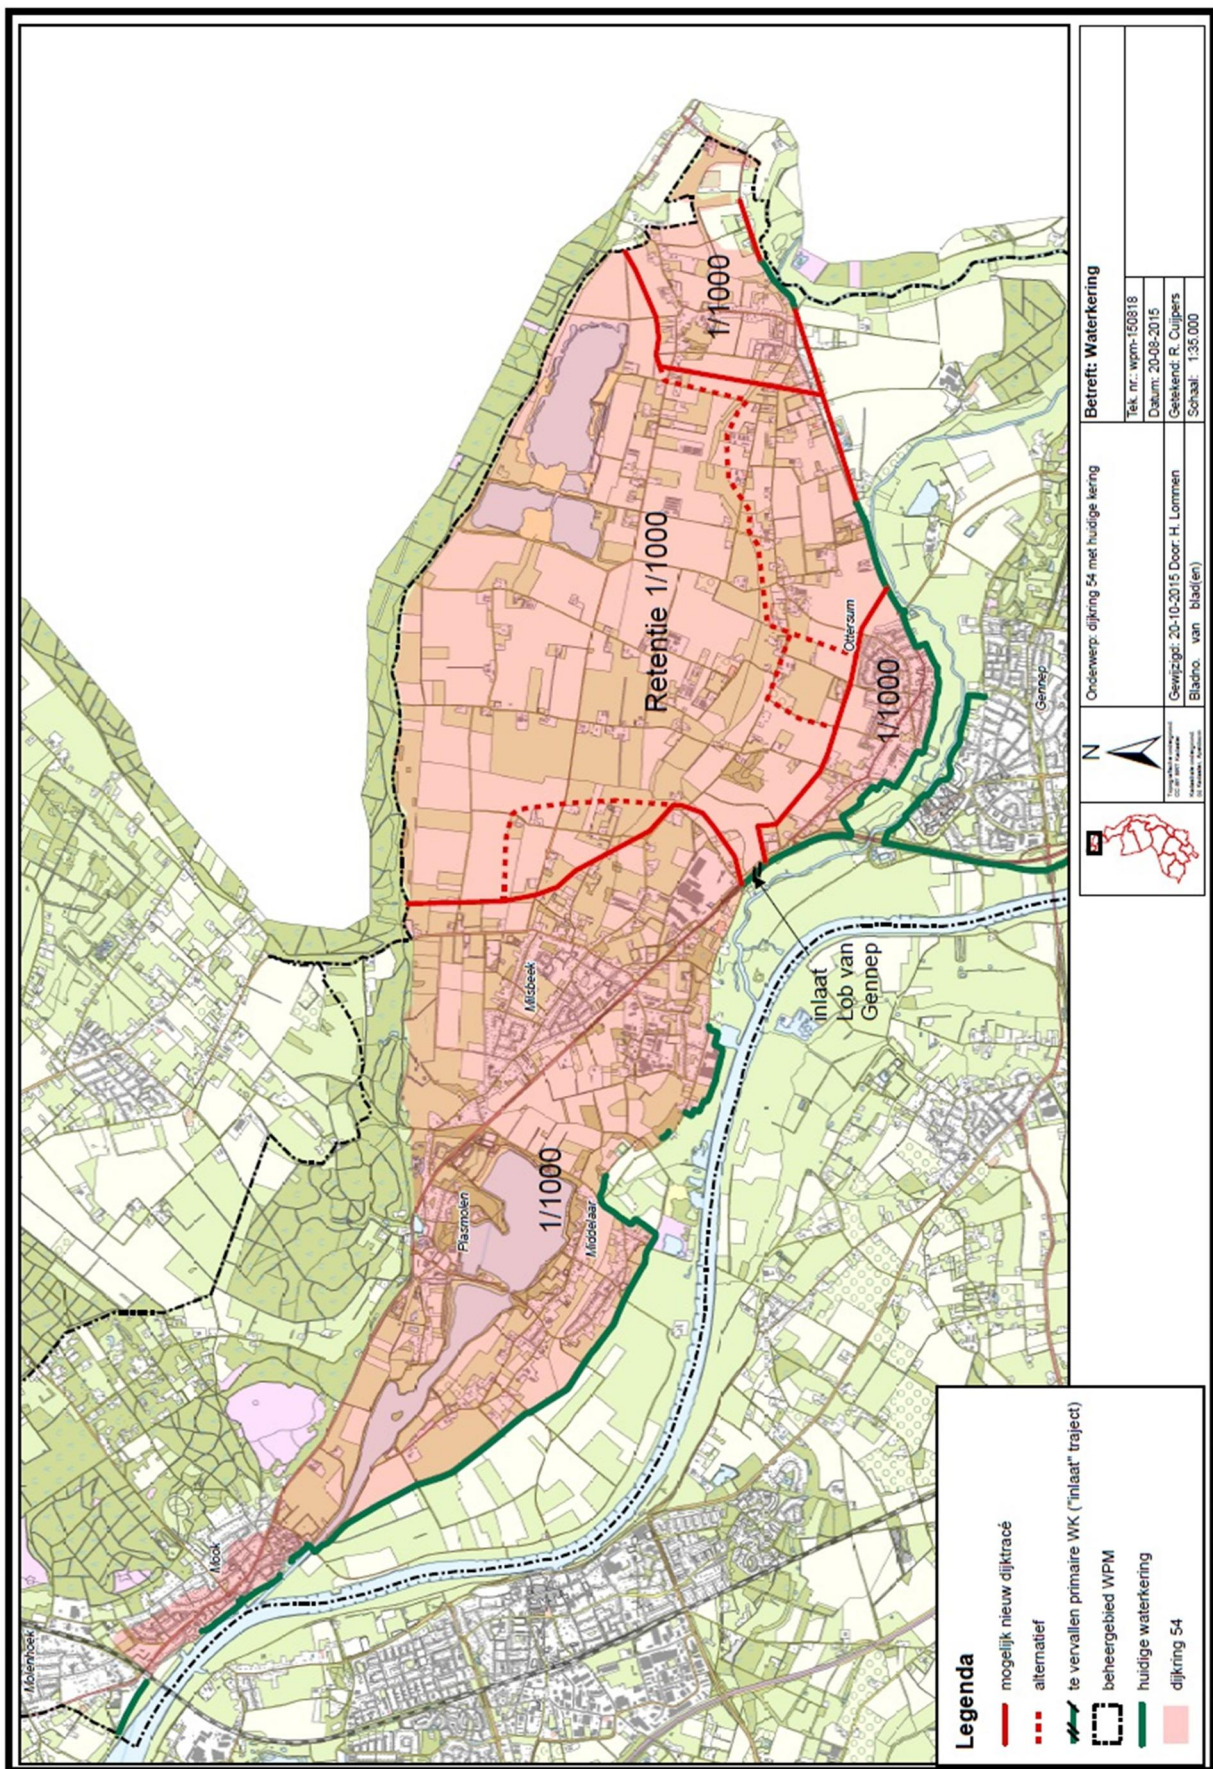 Molenhoek
Mook
Plasmolen
1/1000
Middelaar
Milsbeek
Retentie 1/1000
1/1000
Ottersum
1/1000
Gennep
inlaat
Lob van
Gennep
Legenda
mogelijk nieuw dijktracé
alternatief
te vervallen primaire WK ("inlaat" traject)
beheergebied WPM
huidige waterkering
dijkring 54
N
Onderwerp: dijkring 54 met huidige kering
Gewijzigd: 20-10-2015 Door: H. Lommen
Bladno. van blad(en)
Betreft: Waterkering
Tek. nr.: wpm-150818
Datum: 20-08-2015
Getekend: R. Cuijpers
Schaal: 1:35.000